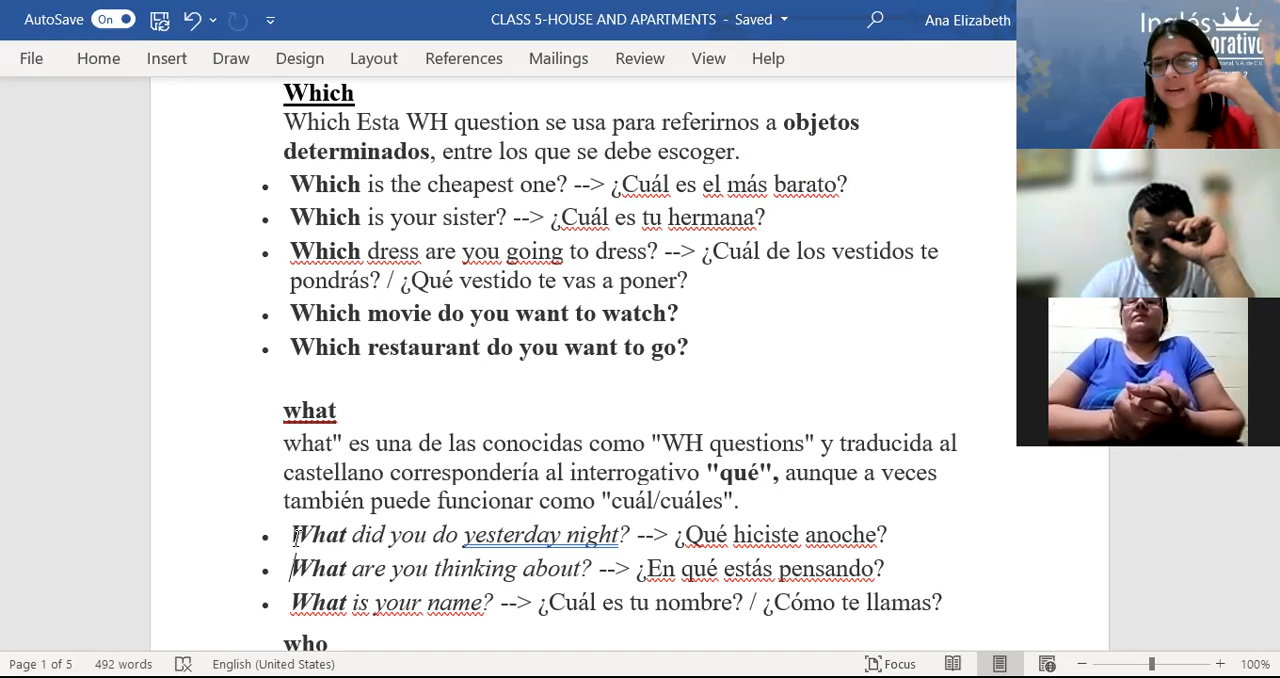 AutoSave On CLASS 5-HOUSE AND APARTMENTS - Saved Ana Elizabeth
File Home Insert Draw Design Layout References Mailings Review View Help
Inglés
orativo
Which
Which Esta WH question se usa para referirnos a objetos
determinados, entre los que se debe escoger.
• Which is the cheapest one? --> ¿Cuál es el más barato?
• Which is your sister? --> ¿Cuál es tu hermana?
• Which dress are you going to dress? --> ¿Cuál de los vestidos te
pondrás? / ¿Qué vestido te vas a poner?
• Which movie do you want to watch?
• Which restaurant do you want to go?
what
what" es una de las conocidas como "WH questions" y traducida al
castellano correspondería al interrogativo "qué", aunque a veces
también puede funcionar como "cuál/cuáles".
• What did you do yesterday night? --> ¿Qué hiciste anoche?
• What are you thinking about? --> ¿En qué estás pensando?
• What is your name? --> ¿Cuál es tu nombre? / ¿Cómo te llamas?
who
Page 1 of 5 492 words English (United States) Focus 100%